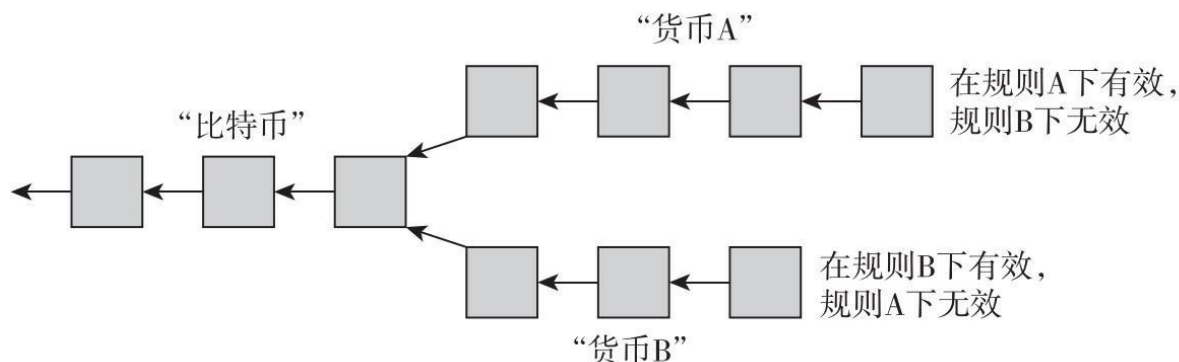 “货币A”
在规则A下有效，
规则B下无效
“比特币”
在规则B下有效，
规则A下无效
“货币B”